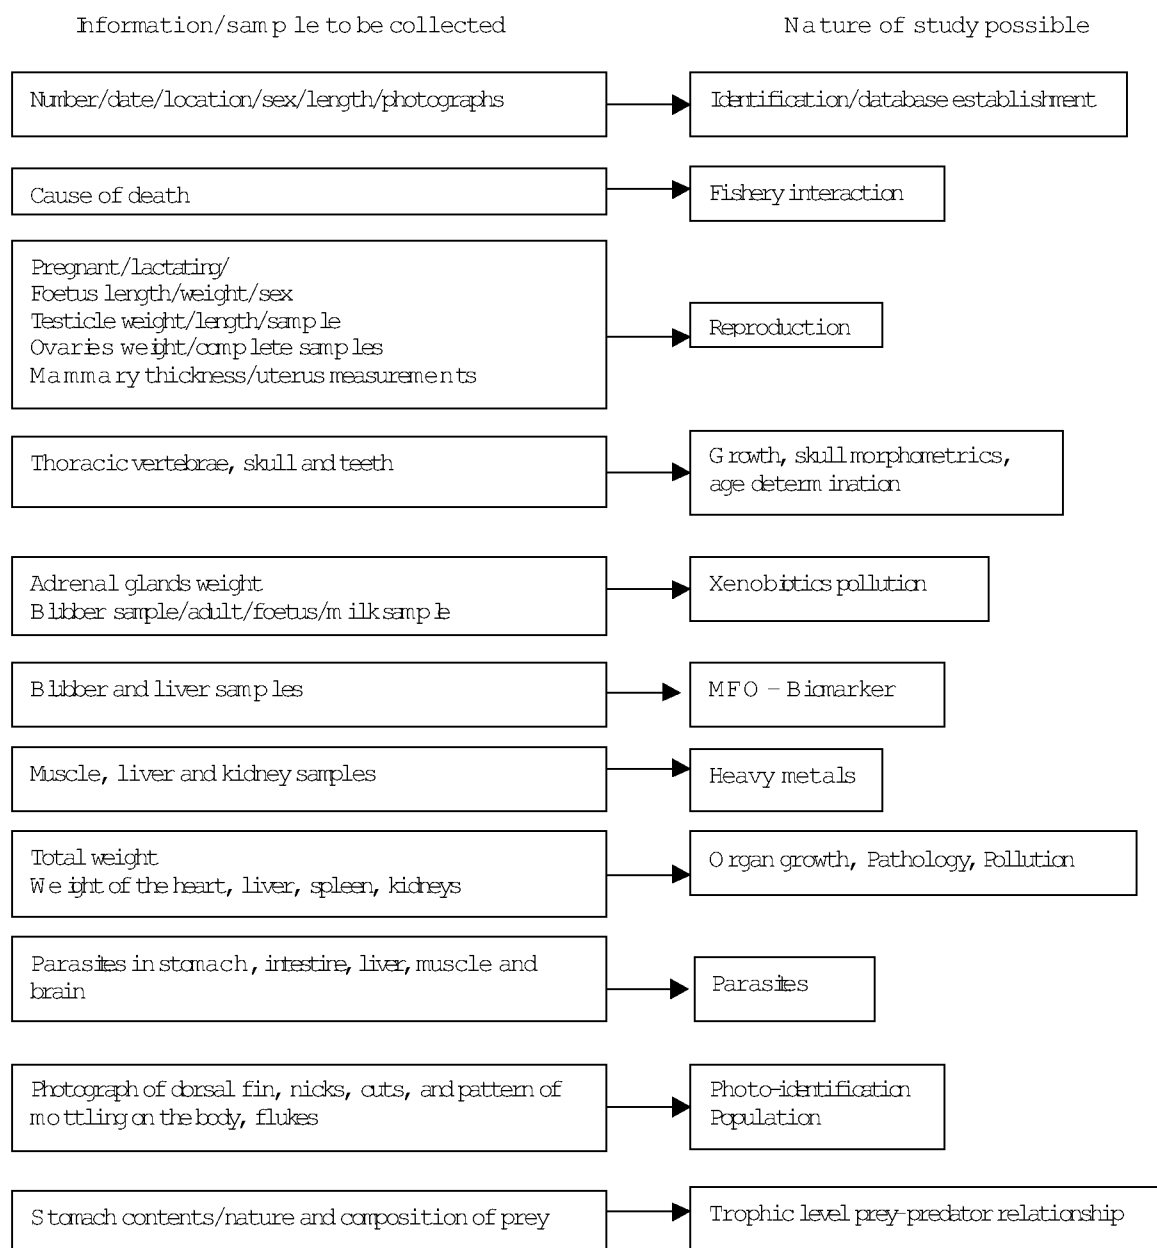 Information/sample to be collected
Nature of study possible
Number/date/location/sex/length/photographs
Identification/database establishment
Cause of death
Fishery interaction
Pregnant/lactating/
Foetus length/weight/sex
Testicle weight/length/sample
Ovaries weight/complete samples
Mammary thickness/uterus measurements
Reproduction
Thoracic vertebrae, skull and teeth
Growth, skull morphometrics,
age determination
Adrenal glands weight
Blubber sample/adult/foetus/milk sample
Xenobiotics pollution
Blubber and liver samples
MFO – Biomarker
Muscle, liver and kidney samples
Heavy metals
Total weight
Weight of the heart, liver, spleen, kidneys
Organ growth, Pathology, Pollution
Parasites in stomach, intestine, liver, muscle and
brain
Parasites
Photograph of dorsal fin, nicks, cuts, and pattern of
mottling on the body, flukes
Photo-identification
Population
Stomach contents/nature and composition of prey
Trophic level prey-predator relationship